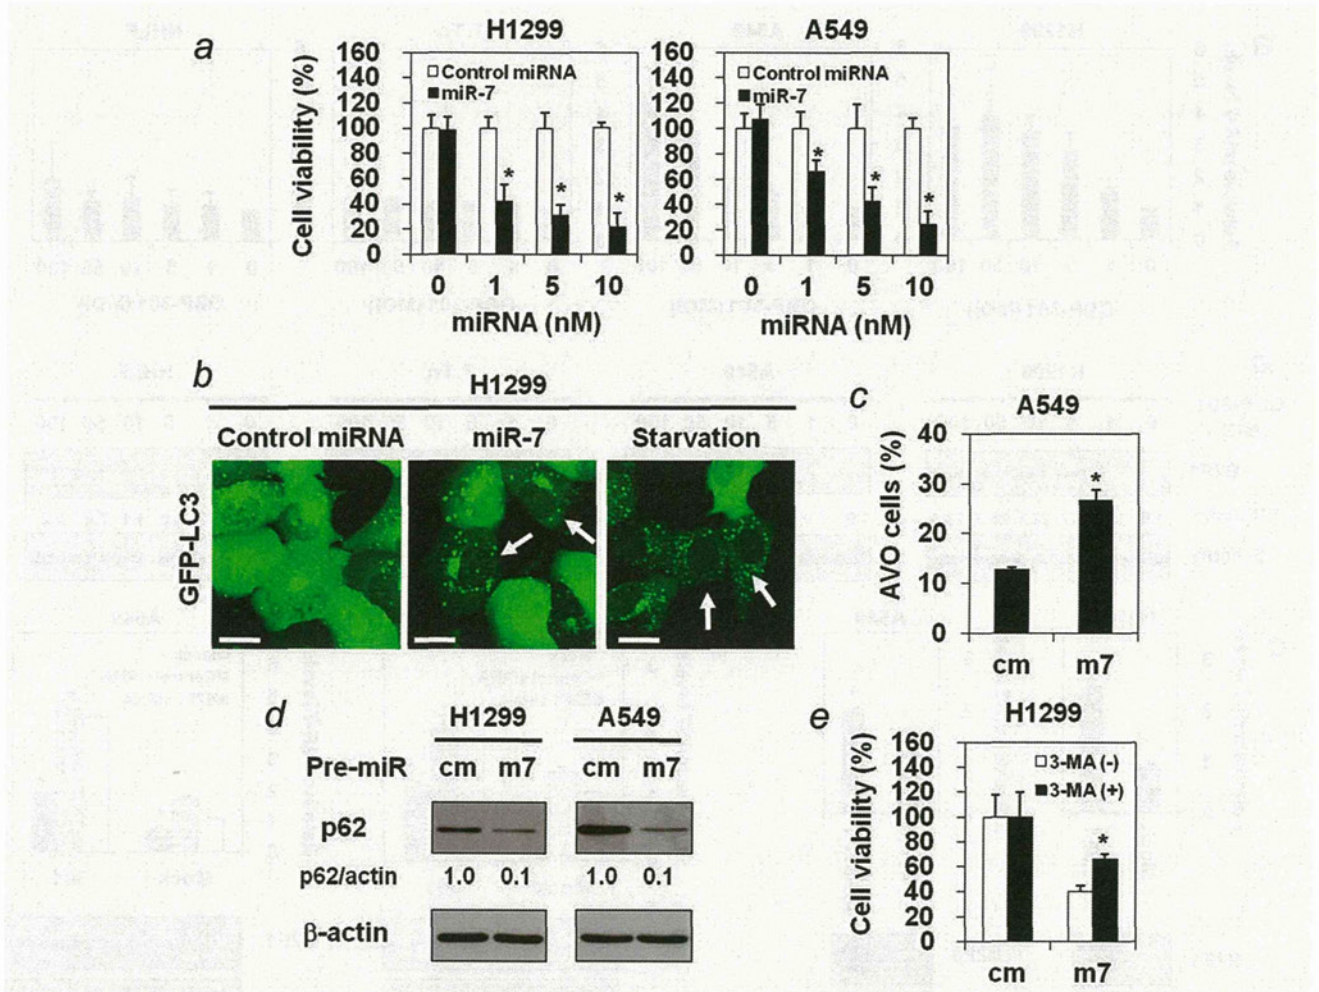 a
H1299
A549
Cell viability (%)
160
140
120
100
80
60
40
20
0
Control miRNA
miR-7
* * *
0 1 5 10
miRNA (nM)
160
140
120
100
80
60
40
20
0
Control miRNA
miR-7
* * *
0 1 5 10
miRNA (nM)
b
H1299
Control miRNA miR-7 Starvation
GFP-LC3
c
A549
AVO cells (%)
40
30
20
10
0
*
cm m7
d
H1299 A549
Pre-miR cm m7 cm m7
p62
p62/actin 1.0 0.1 1.0 0.1
β-actin
e
H1299
Cell viability (%)
160
140
120
100
80
60
40
20
0
3-MA (-)
3-MA (+)
*
cm m7